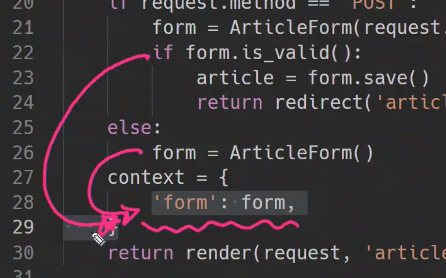 20 if request.method == 'POST':
21 form = ArticleForm(request.
22 if form.is_valid():
23 article = form.save()
24 return redirect('artic
25 else:
26 form = ArticleForm()
27 context = {
28 'form': form,
29
30 return render(request, 'artic